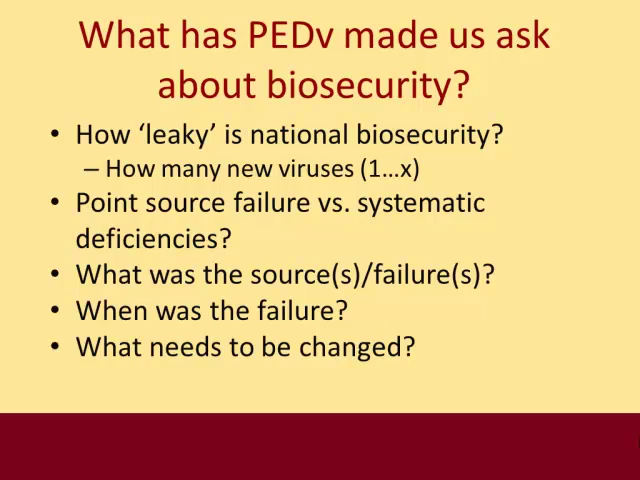 What has PEDv made us ask
about biosecurity?
• How ‘leaky’ is national biosecurity?
– How many new viruses (1...x)
• Point source failure vs. systematic
deficiencies?
• What was the source(s)/failure(s)?
• When was the failure?
• What needs to be changed?